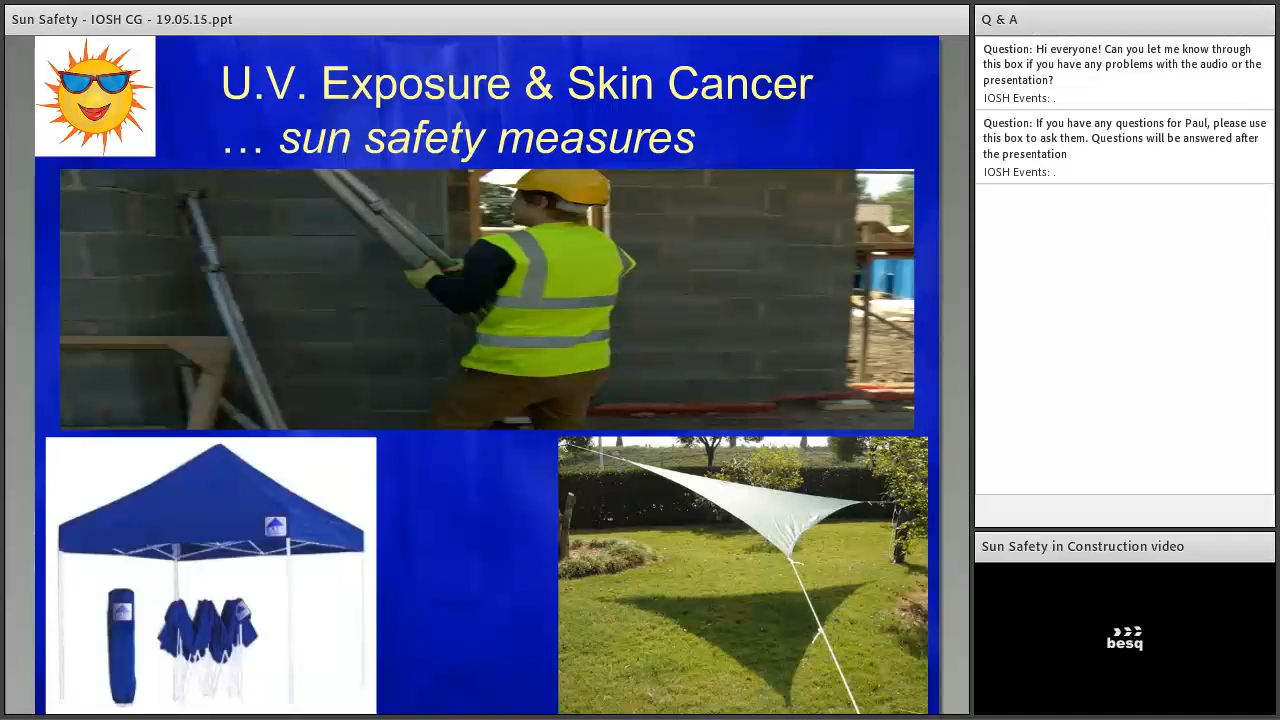 Sun Safety - IOSH CG - 19.05.15.ppt
U.V. Exposure & Skin Cancer
… sun safety measures
Q & A
Question: Hi everyone! Can you let me know through
this box if you have any problems with the audio or the
presentation?
IOSH Events: .
Question: If you have any questions for Paul, please use
this box to ask them. Questions will be answered after
the presentation
IOSH Events: .
Sun Safety in Construction video
besq